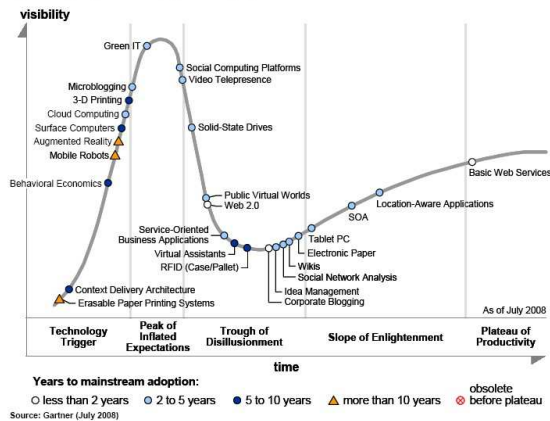 visibility
Green IT
Social Computing Platforms
Video Telepresence
Microblogging
3-D Printing
Cloud Computing
Surface Computers
Augmented Reality
Mobile Robots
Solid-State Drives
Basic Web Services
Behavioral Economics
Public Virtual Worlds
Web 2.0
Location-Aware Applications
SOA
Service-Oriented
Business Applications
Virtual Assistants
RFID (Case/Pallet)
Tablet PC
Electronic Paper
Wikis
Social Network Analysis
Idea Management
Corporate Blogging
Context Delivery Architecture
Erasable Paper Printing Systems
As of July 2008
Technology
Trigger
Peak of
Inflated
Expectations
Trough of
Disillusionment
Slope of Enlightenment
Plateau of
Productivity
time
Years to mainstream adoption:
less than 2 years
2 to 5 years
5 to 10 years
more than 10 years
obsolete
before plateau
Source: Gartner (July 2008)